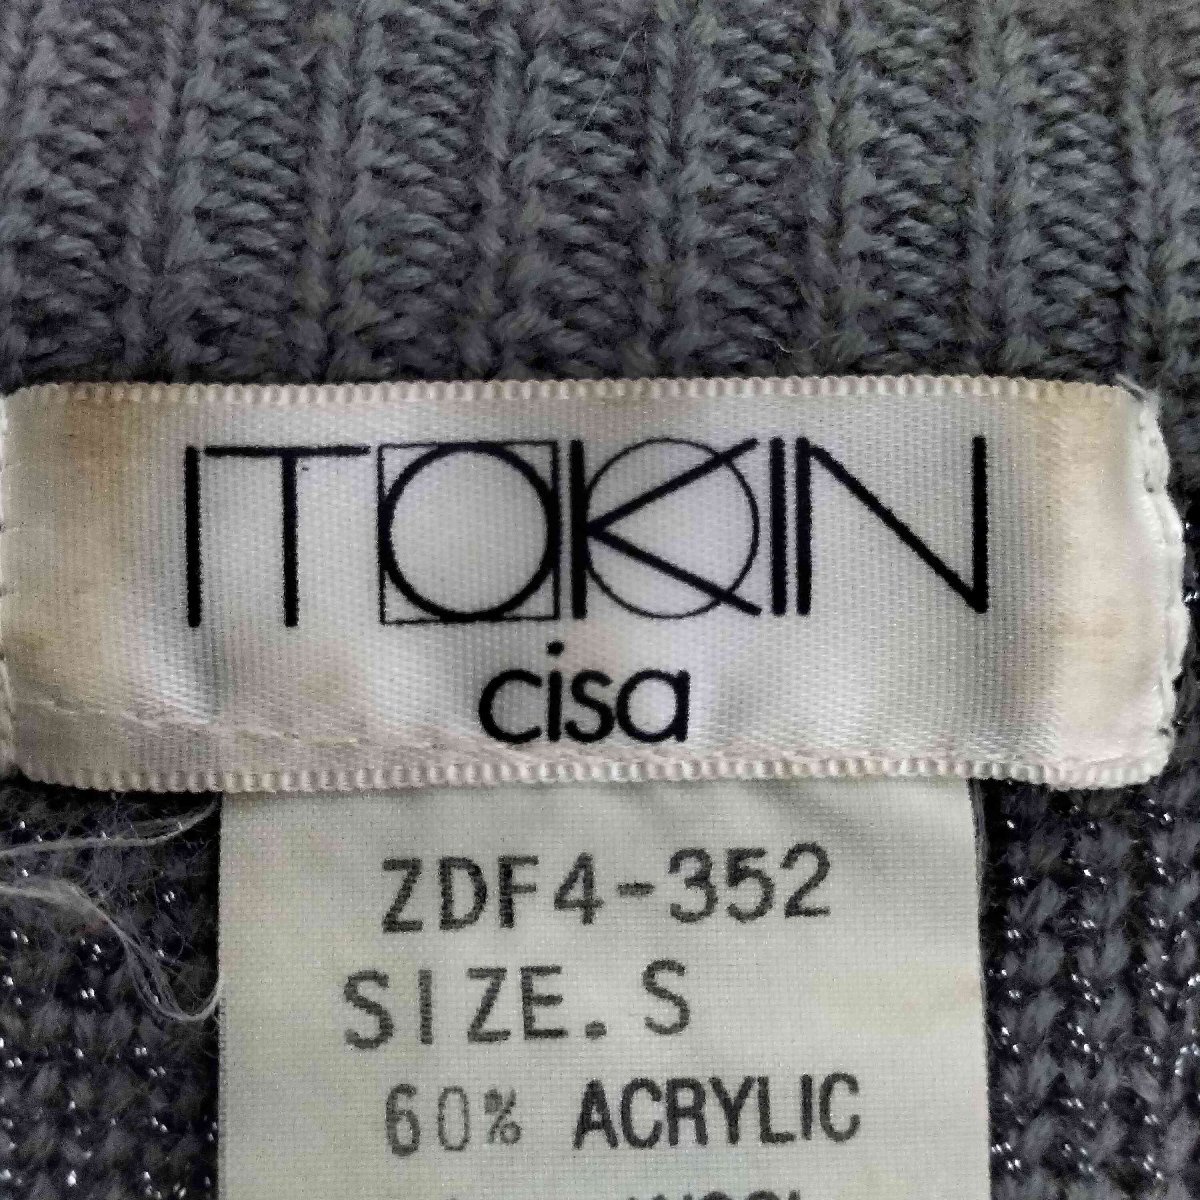 ITOKIN
cisa
ZDF4-352
SIZE. S
60% ACRYLIC